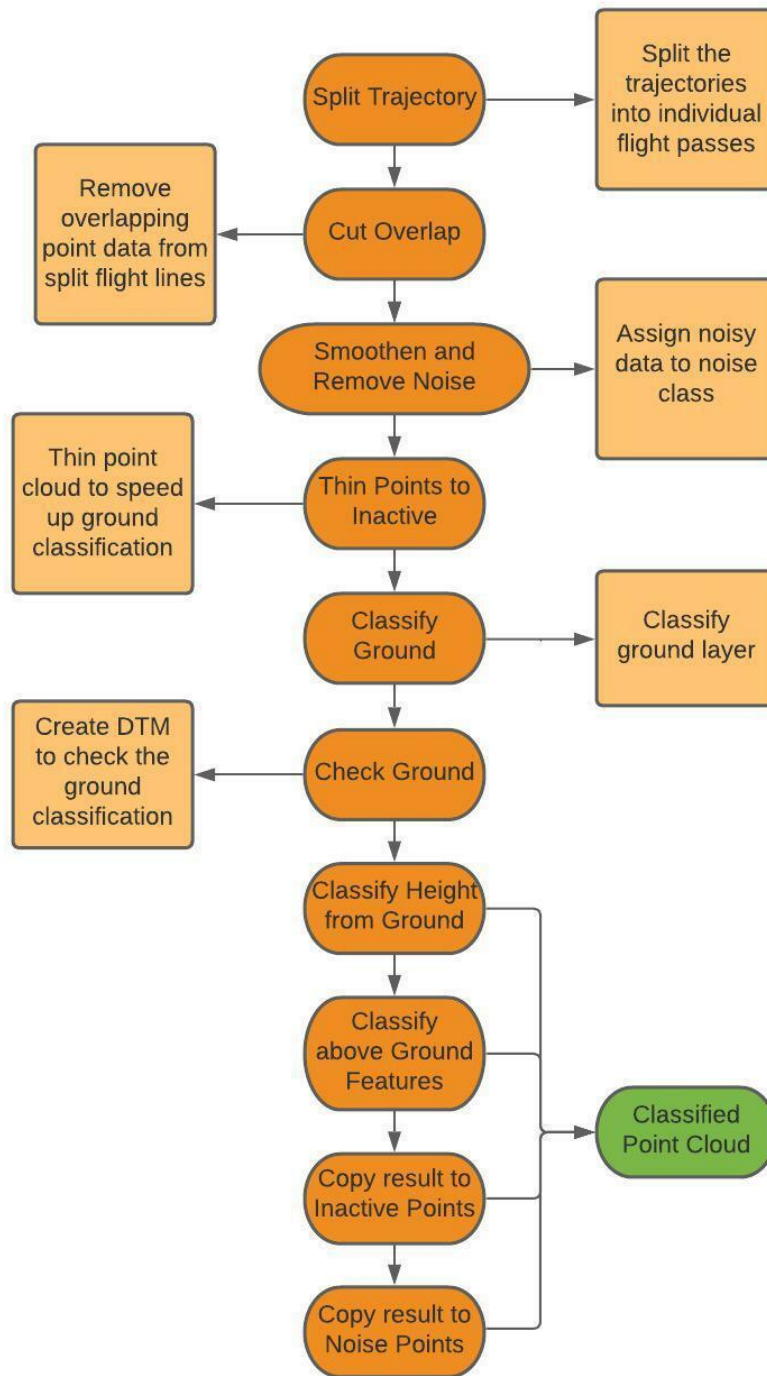 Split Trajectory
Split the
trajectories
into individual
flight passes
Remove
overlapping
point data from
split flight lines
Cut Overlap
Smoothen and
Remove Noise
Assign noisy
data to noise
class
Thin point
cloud to speed
up ground
classification
Thin Points to
Inactive
Classify
Ground
Classify
ground layer
Create DTM
to check the
ground
classification
Check Ground
Classify Height
from Ground
Classify
above Ground
Features
Classified
Point Cloud
Copy result to
Inactive Points
Copy result to
Noise Points